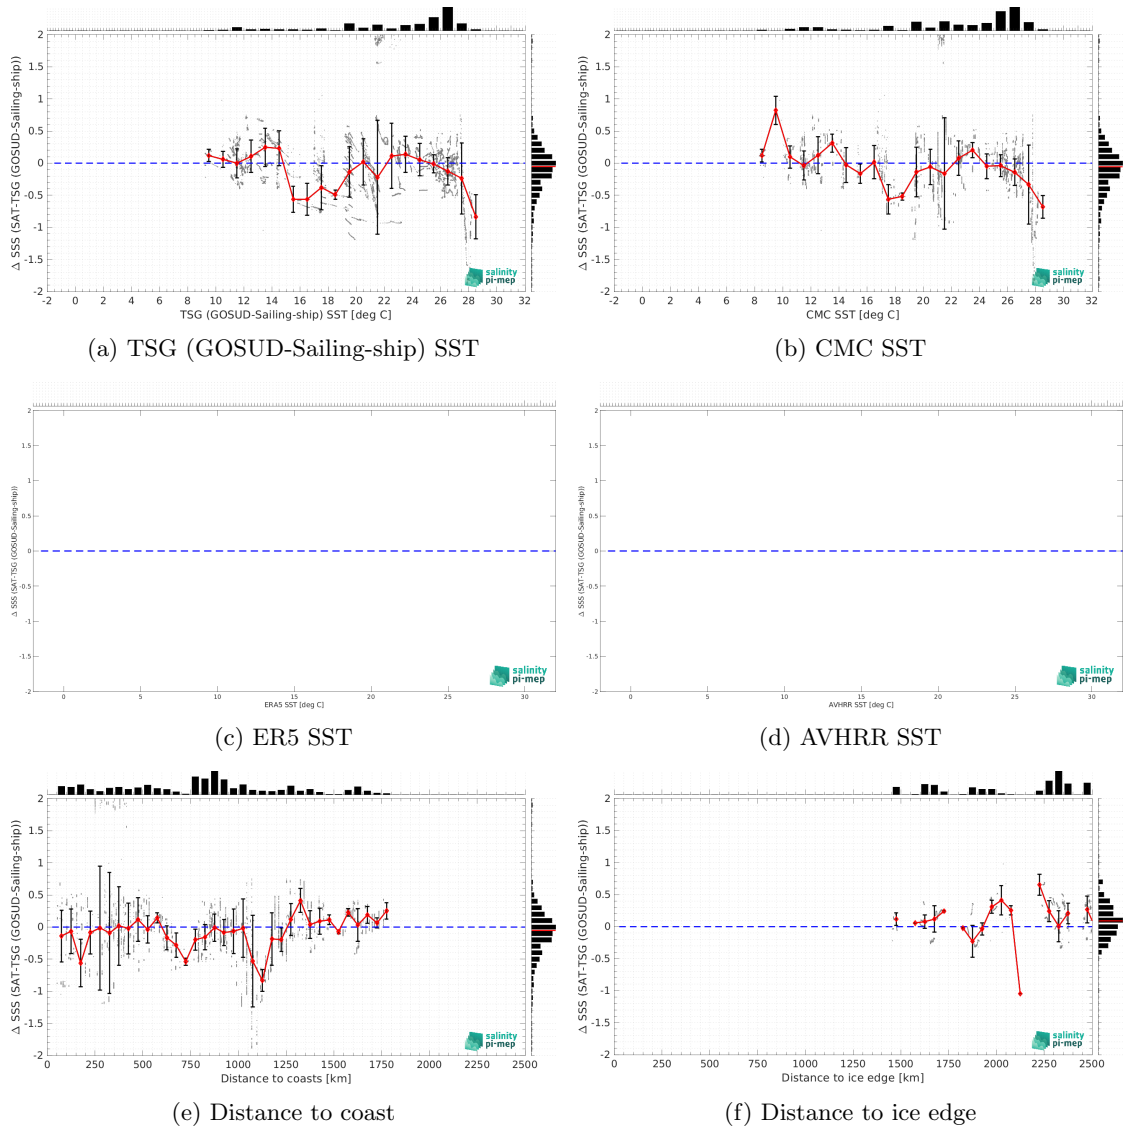 2
1.5
1
0.5
0
-0.5
-1
-1.5
-2
Δ SSS (SAT-TSG (GOSUD-Sailing-ship))
-2 0 2 4 6 8 10 12 14 16 18 20 22 24 26 28 30 32
TSG (GOSUD-Sailing-ship) SST [deg C]
salinity
pi-mep
(a) TSG (GOSUD-Sailing-ship) SST
2
1.5
1
0.5
0
-0.5
-1
-1.5
-2
Δ SSS (SAT-TSG (GOSUD-Sailing-ship))
-2 0 2 4 6 8 10 12 14 16 18 20 22 24 26 28 30 32
CMC SST [deg C]
salinity
pi-mep
(b) CMC SST
2
1.5
1
0.5
0
-0.5
-1
-1.5
-2
Δ SSS (SAT-TSG (GOSUD-Sailing-ship))
0 5 10 15 20 25 30
ERA5 SST [deg C]
salinity
pi-mep
(c) ER5 SST
2
1.5
1
0.5
0
-0.5
-1
-1.5
-2
Δ SSS (SAT-TSG (GOSUD-Sailing-ship))
0 5 10 15 20 25 30
AVHRR SST [deg C]
salinity
pi-mep
(d) AVHRR SST
2
1.5
1
0.5
0
-0.5
-1
-1.5
-2
Δ SSS (SAT-TSG (GOSUD-Sailing-ship))
0 250 500 750 1000 1250 1500 1750 2000 2250 2500
Distance to coasts [km]
salinity
pi-mep
(e) Distance to coast
2
1.5
1
0.5
0
-0.5
-1
-1.5
-2
Δ SSS (SAT-TSG (GOSUD-Sailing-ship))
0 250 500 750 1000 1250 1500 1750 2000 2250 2500
Distance to ice edge [km]
salinity
pi-mep
(f) Distance to ice edge